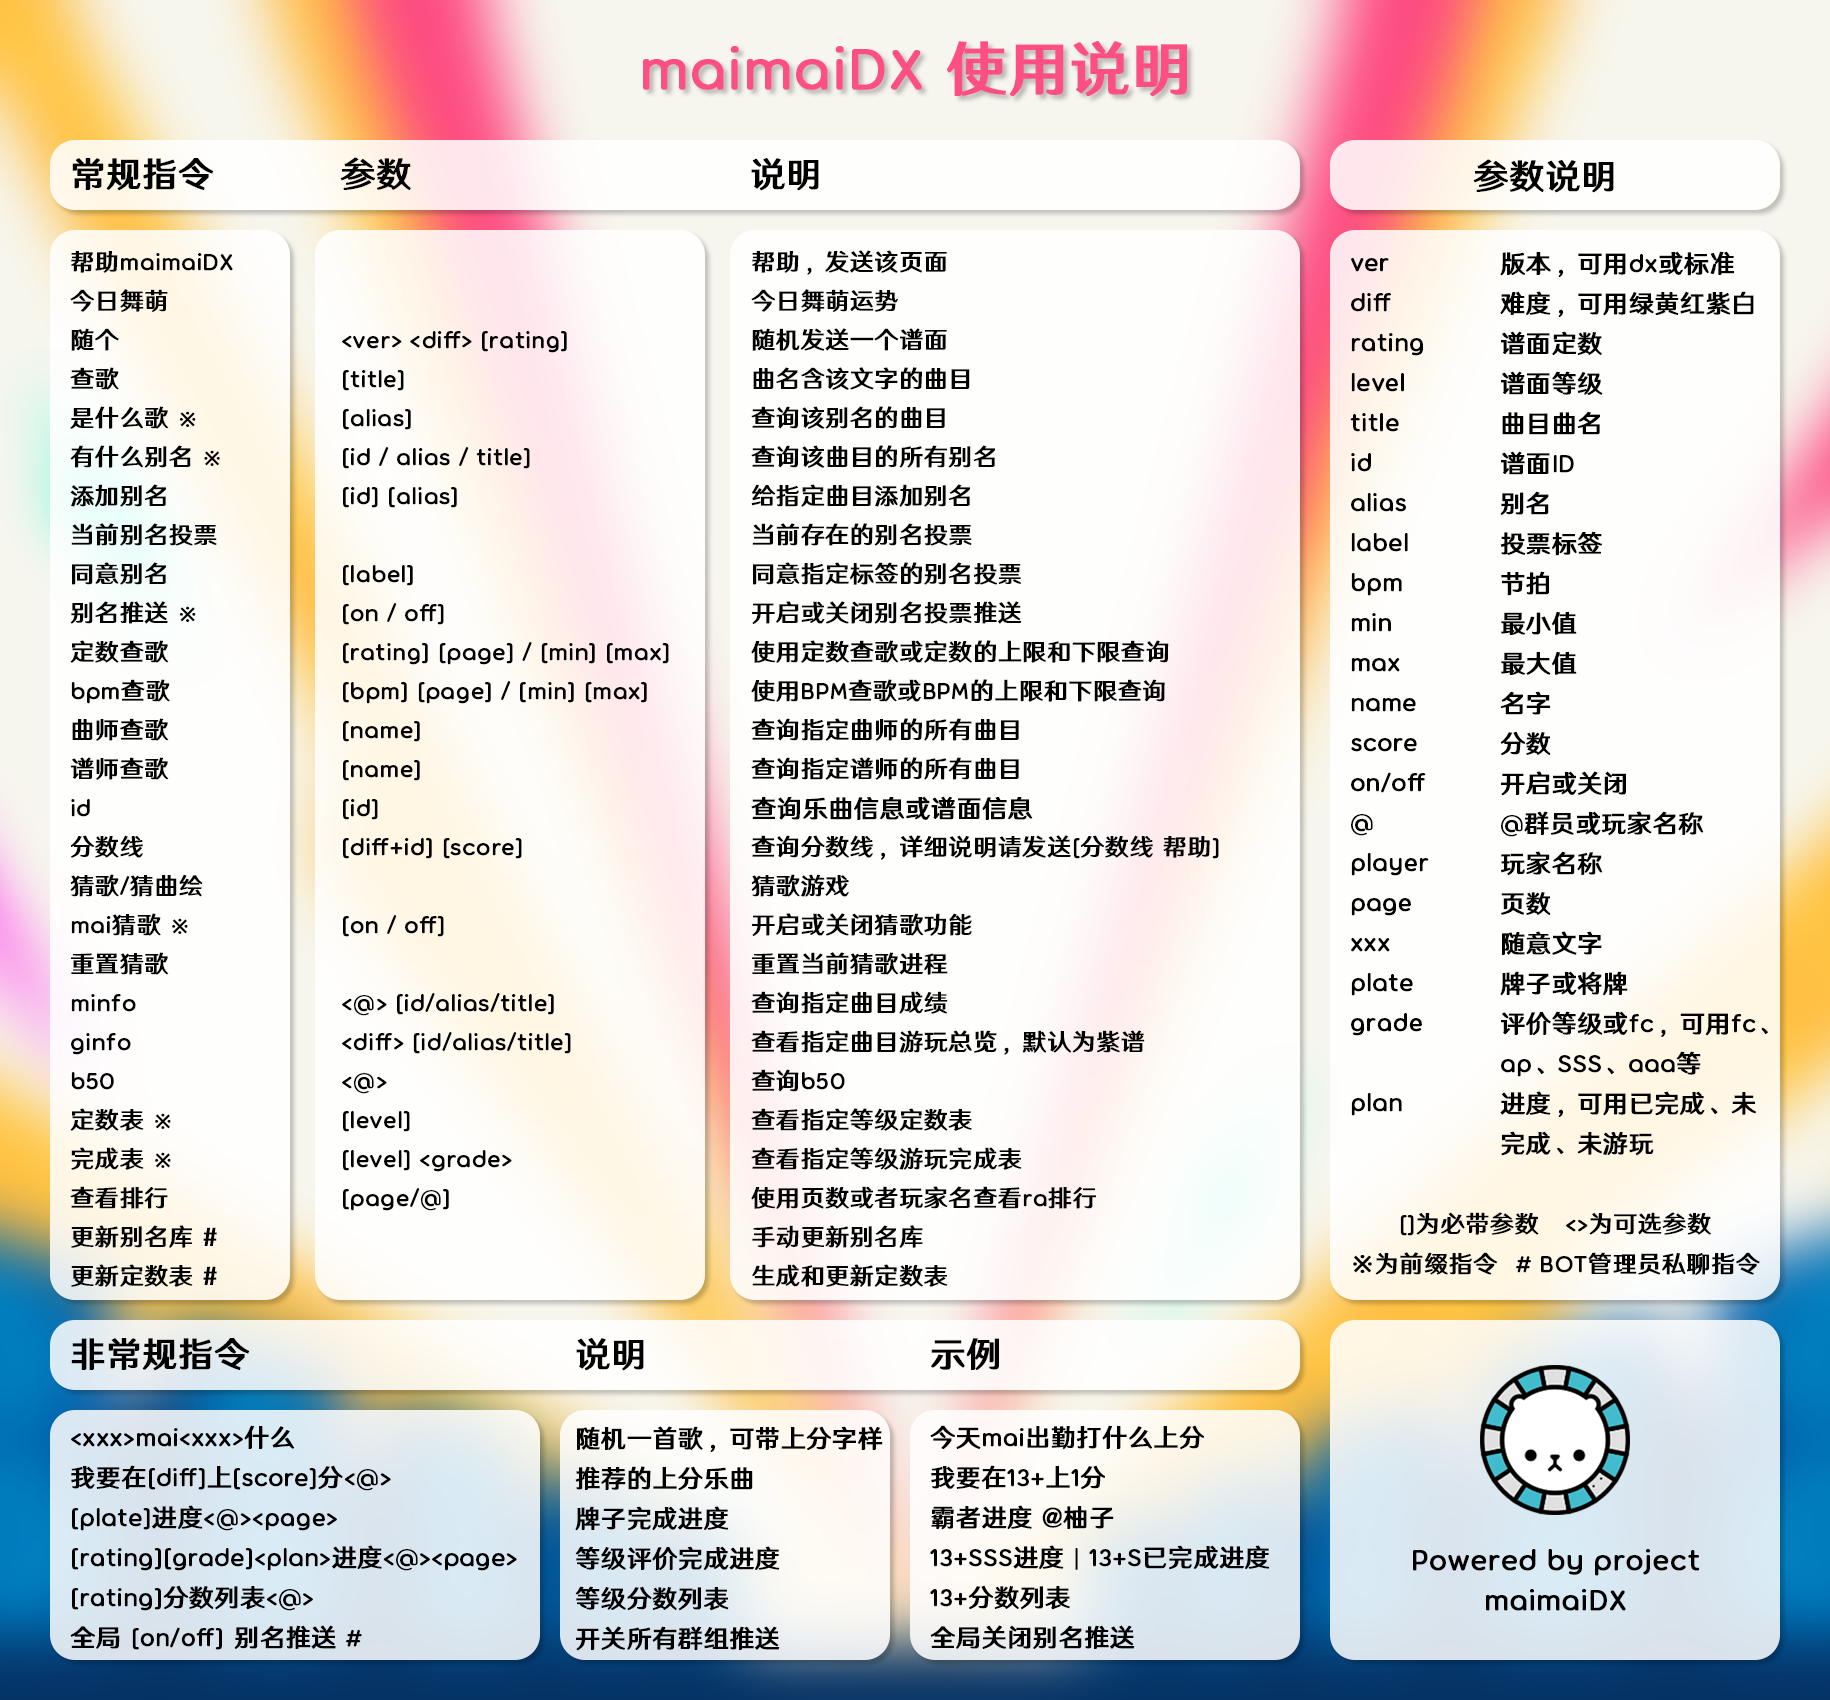 maimaiDX 使用说明
常规指令 参数 说明
帮助maimaiDX 帮助，发送该页面
今日舞萌 今日舞萌运势
随个 <ver> <diff> [rating] 随机发送一个谱面
查歌 [title] 曲名含该文字的曲目
是什么歌 ※ [alias] 查询该别名的曲目
有什么别名 ※ [id / alias / title] 查询该曲目的所有别名
添加别名 [id] [alias] 给指定曲目添加别名
当前别名投票 当前存在的别名投票
同意别名 [label] 同意指定标签的别名投票
别名推送 ※ [on / off] 开启或关闭别名投票推送
定数查歌 [rating] [page] / [min] [max] 使用定数查歌或定数的上限和下限查询
bpm查歌 [bpm] [page] / [min] [max] 使用BPM查歌或BPM的上限和下限查询
曲师查歌 [name] 查询指定曲师的所有曲目
谱师查歌 [name] 查询指定谱师的所有曲目
id [id] 查询乐曲信息或谱面信息
分数线 [diff+id] [score] 查询分数线，详细说明请发送[分数线 帮助]
猜歌/猜曲绘 猜歌游戏
mai猜歌 ※ [on / off] 开启或关闭猜歌功能
重置猜歌 重置当前猜歌进程
minfo <@> [id/alias/title] 查询指定曲目成绩
ginfo <diff> [id/alias/title] 查看指定曲目游玩总览，默认为紫谱
b50 <@> 查询b50
定数表 ※ [level] 查看指定等级定数表
完成表 ※ [level] <grade> 查看指定等级游玩完成表
查看排行 [page/@] 使用页数或者玩家名查看ra排行
更新别名库 # 手动更新别名库
更新定数表 # 生成和更新定数表
参数说明
ver 版本，可用dx或标准
diff 难度，可用绿黄红紫白
rating 谱面定数
level 谱面等级
title 曲目曲名
id 谱面ID
alias 别名
label 投票标签
bpm 节拍
min 最小值
max 最大值
name 名字
score 分数
on/off 开启或关闭
@ @群员或玩家名称
player 玩家名称
page 页数
xxx 随意文字
plate 牌子或将牌
grade 评价等级或fc，可用fc、
ap、SSS、aaa等
plan 进度，可用已完成、未
完成、未游玩
[]为必带参数 <>为可选参数
※为前缀指令 # BOT管理员私聊指令
非常规指令 说明 示例
<xxx>mai<xxx>什么 随机一首歌，可带上分字样 今天mai出勤打什么上分
我要在[diff]上[score]分<@> 推荐的上分乐曲 我要在13+上1分
[plate]进度<@><page> 牌子完成进度 霸者进度 @柚子
[rating][grade]<plan>进度<@><page> 等级评价完成进度 13+SSS进度 | 13+S已完成进度
[rating]分数列表<@> 等级分数列表 13+分数列表
全局 [on/off] 别名推送 # 开关所有群组推送 全局关闭别名推送
Powered by project
maimaiDX